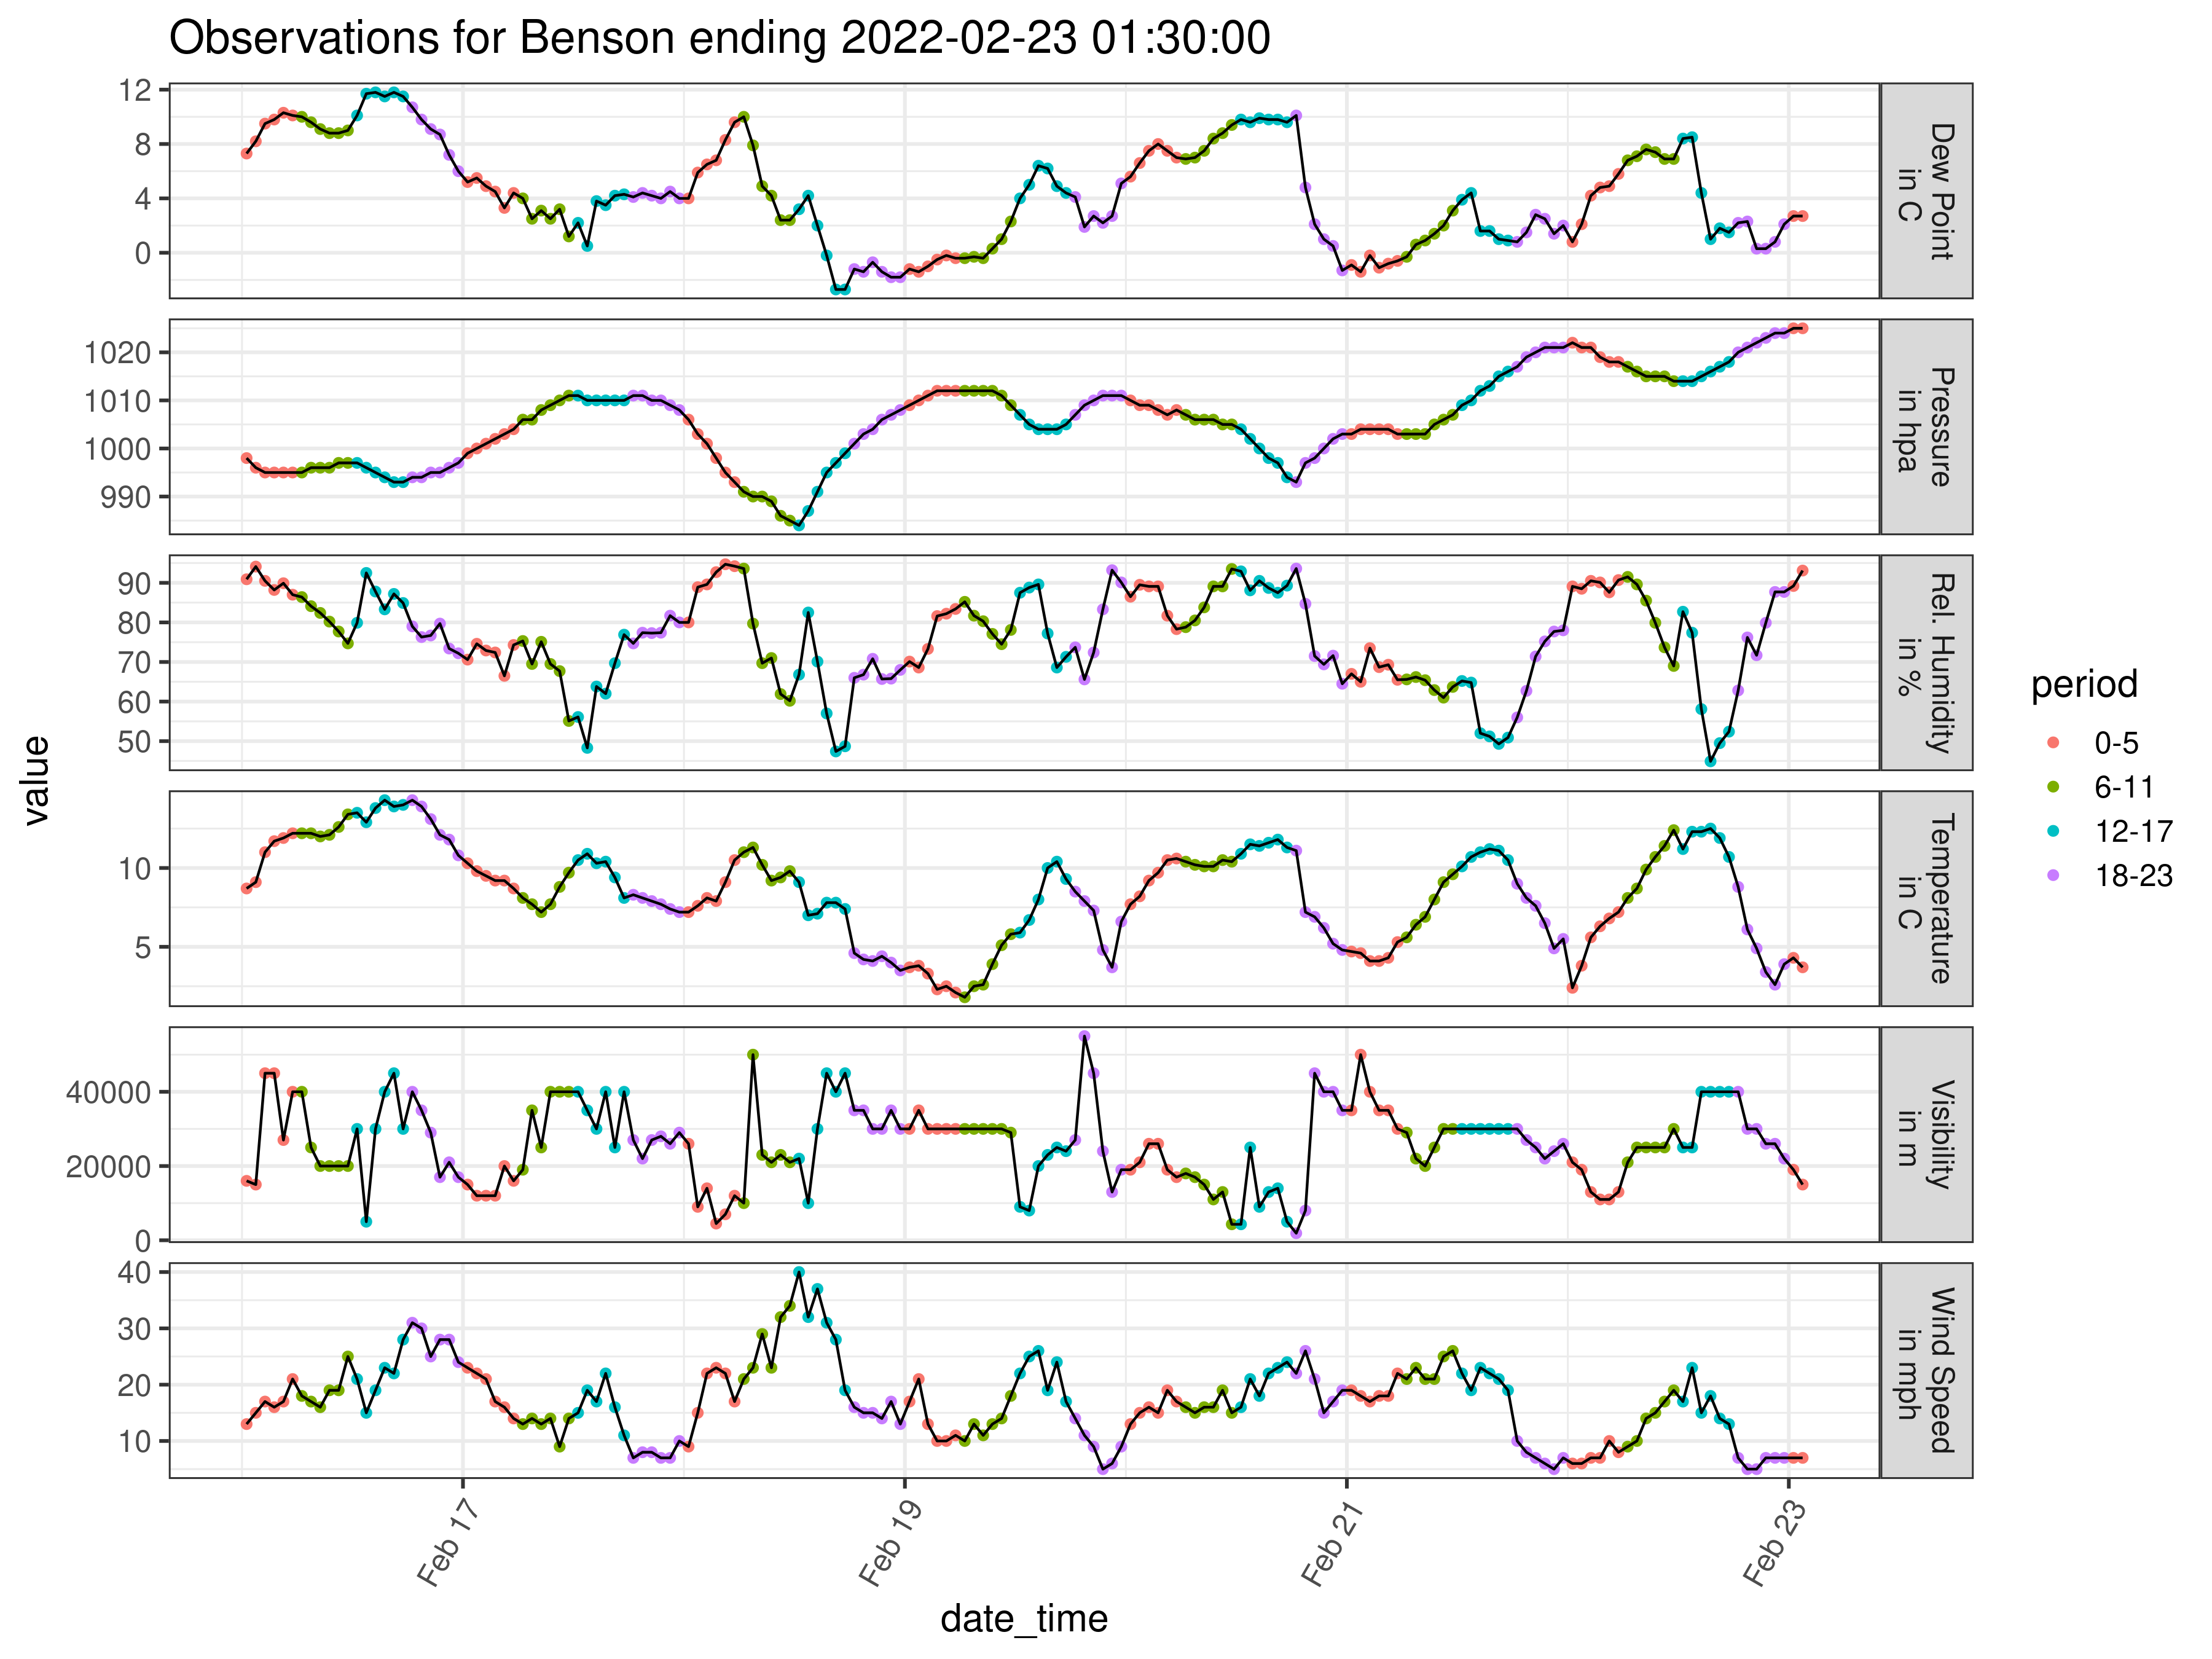 Observations for Benson ending 2022-02-23 01:30:00
value
12
8
4
0
Dew Point
in C
1020
1010
1000
990
Pressure
in hpa
90
80
70
60
50
Rel. Humidity
in %
10
5
Temperature
in C
40000
20000
0
Visibility
in m
40
30
20
10
Wind Speed
in mph
Feb 17
Feb 19
Feb 21
Feb 23
date_time
period
0-5
6-11
12-17
18-23